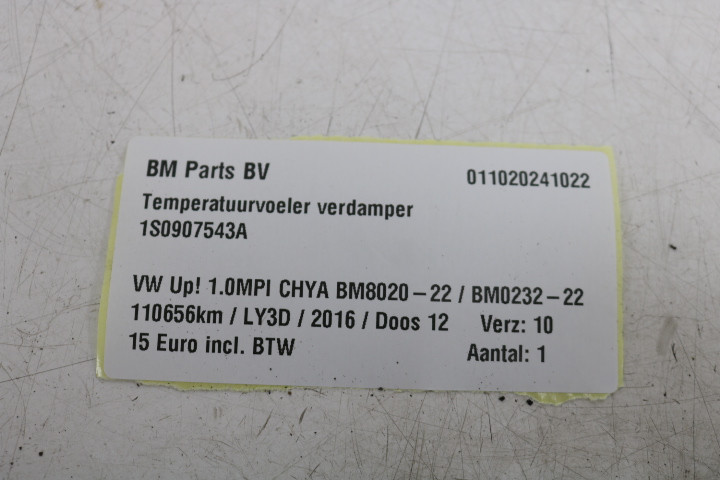 BM Parts BV 011020241022
Temperatuurvoeler verdamper
1S0907543A
VW Up! 1.0MPI CHYA BM8020-22 / BM0232-22
110656km / LY3D / 2016 / Doos 12 Verz: 10
15 Euro incl. BTW Aantal: 1